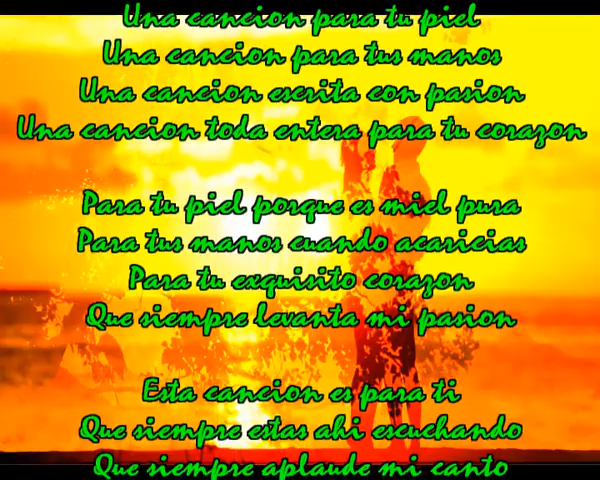 Una cancion para tu piel
Una cancion para tus manos
Una cancion escrita con pasion
Una cancion toda entera para tu corazon
Para tu piel porque es miel pura
Para tus manos cuando acaricias
Para tu exquisito corazon
Que siempre levanta mi pasion
Esta cancion es para ti
Que siempre estas ahi escuchando
Que siempre aplaude mi canto